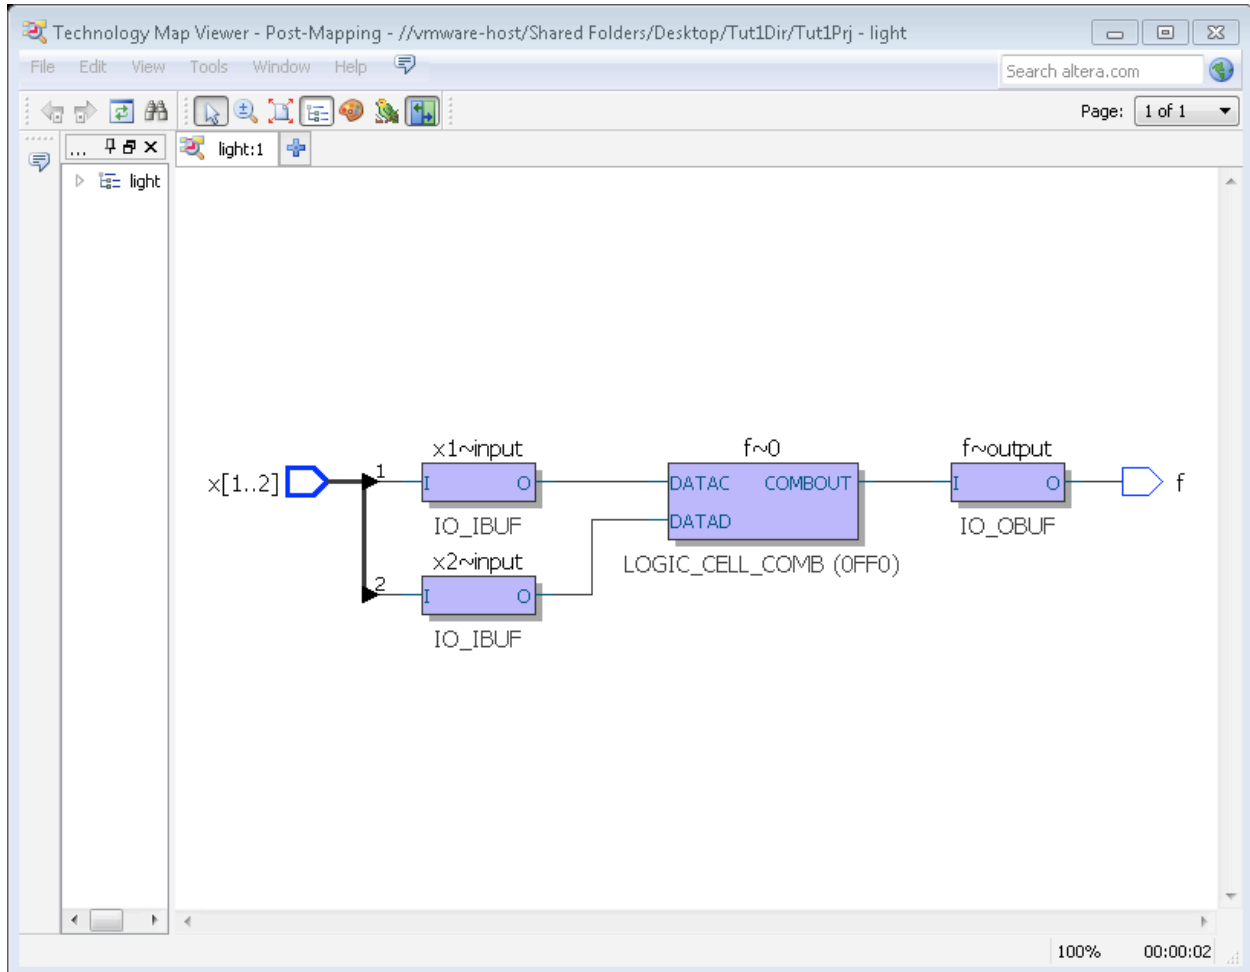 Technology Map Viewer - Post-Mapping - //vmware-host/Shared Folders/Desktop/Tut1Dir/Tut1Prj - light
File Edit View Tools Window Help
Search altera.com
Page: 1 of 1
...
light:1
light
x1~input
f~0
f~output
x[1..2]
1
I
O
DATAC
COMBOUT
I
O
f
IO_IBUF
DATAD
IO_OBUF
x2~input
LOGIC_CELL_COMB (0FF0)
2
I
O
IO_IBUF
100%
00:00:02